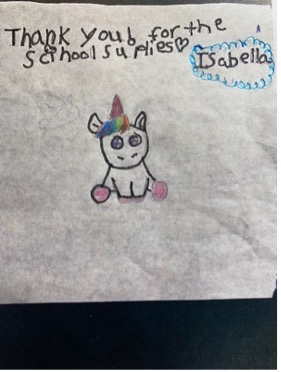 Thank youb for the
school suplies♡
Isabella